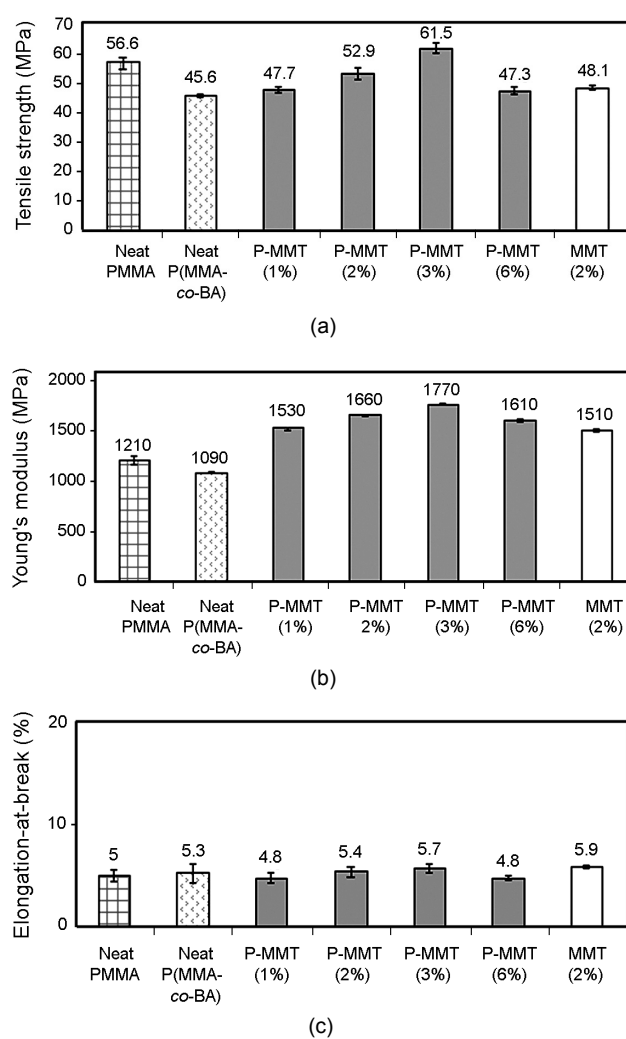 Tensile strength (MPa)
70
60
50
40
30
20
10
0
56.6
45.6
47.7
52.9
61.5
47.3
48.1
Neat
PMMA
Neat
P(MMA-
co-BA)
P-MMT
(1%)
P-MMT
(2%)
P-MMT
(3%)
P-MMT
(6%)
MMT
(2%)
(a)
Young's modulus (MPa)
2000
1500
1000
500
0
1210
1090
1530
1660
1770
1610
1510
Neat
PMMA
Neat
P(MMA-
co-BA)
P-MMT
(1%)
P-MMT
2%)
P-MMT
(3%)
P-MMT
(6%)
MMT
(2%)
(b)
Elongation-at-break (%)
20
10
0
5
5.3
4.8
5.4
5.7
4.8
5.9
Neat
PMMA
Neat
P(MMA-
co-BA)
P-MMT
(1%)
P-MMT
(2%)
P-MMT
(3%)
P-MMT
(6%)
MMT
(2%)
(c)